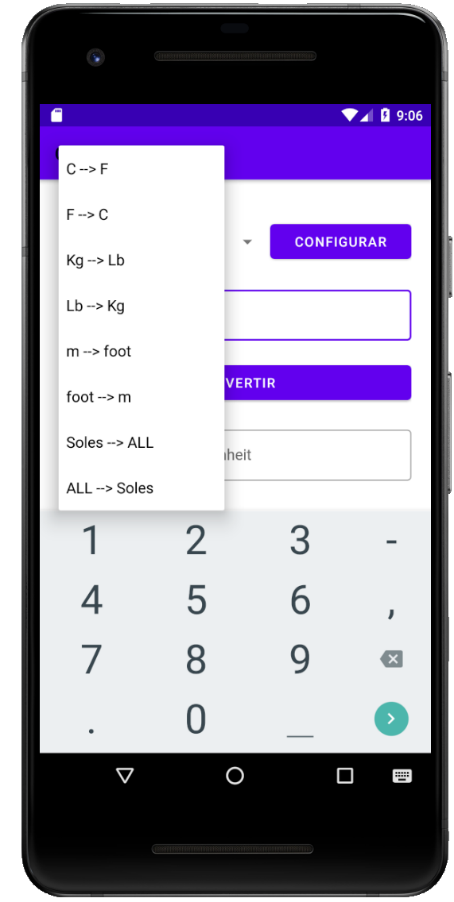 9:06
C --> F
F --> C
CONFIGURAR
Kg --> Lb
Lb --> Kg
m --> foot
VERTIR
foot --> m
Soles --> ALL
nheit
ALL --> Soles
1 2 3 -
4 5 6 ,
7 8 9
. 0 _